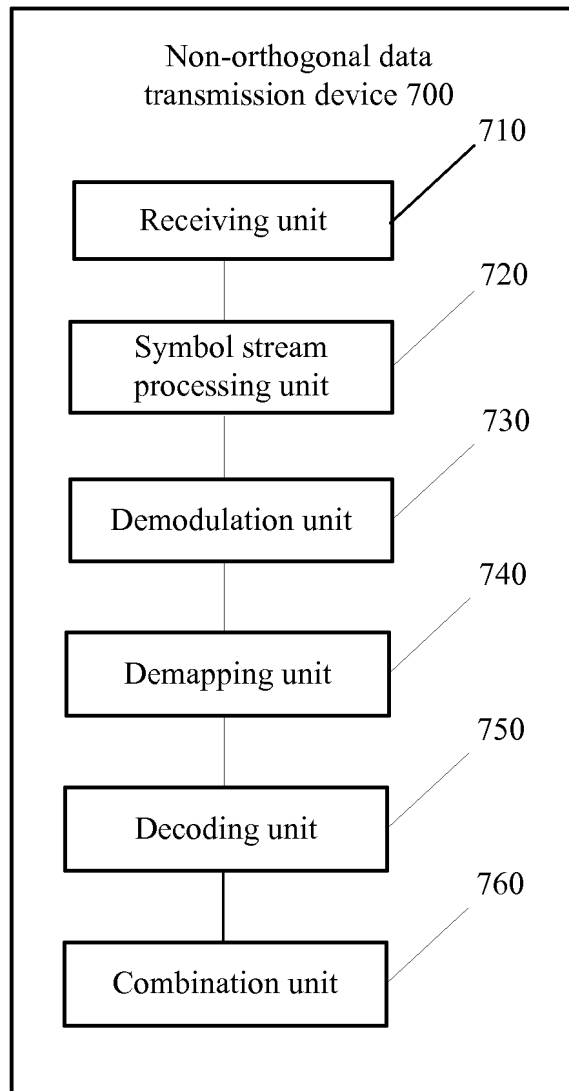 Non-orthogonal data
transmission device 700
710
Receiving unit
720
Symbol stream
processing unit
730
Demodulation unit
740
Demapping unit
750
Decoding unit
760
Combination unit